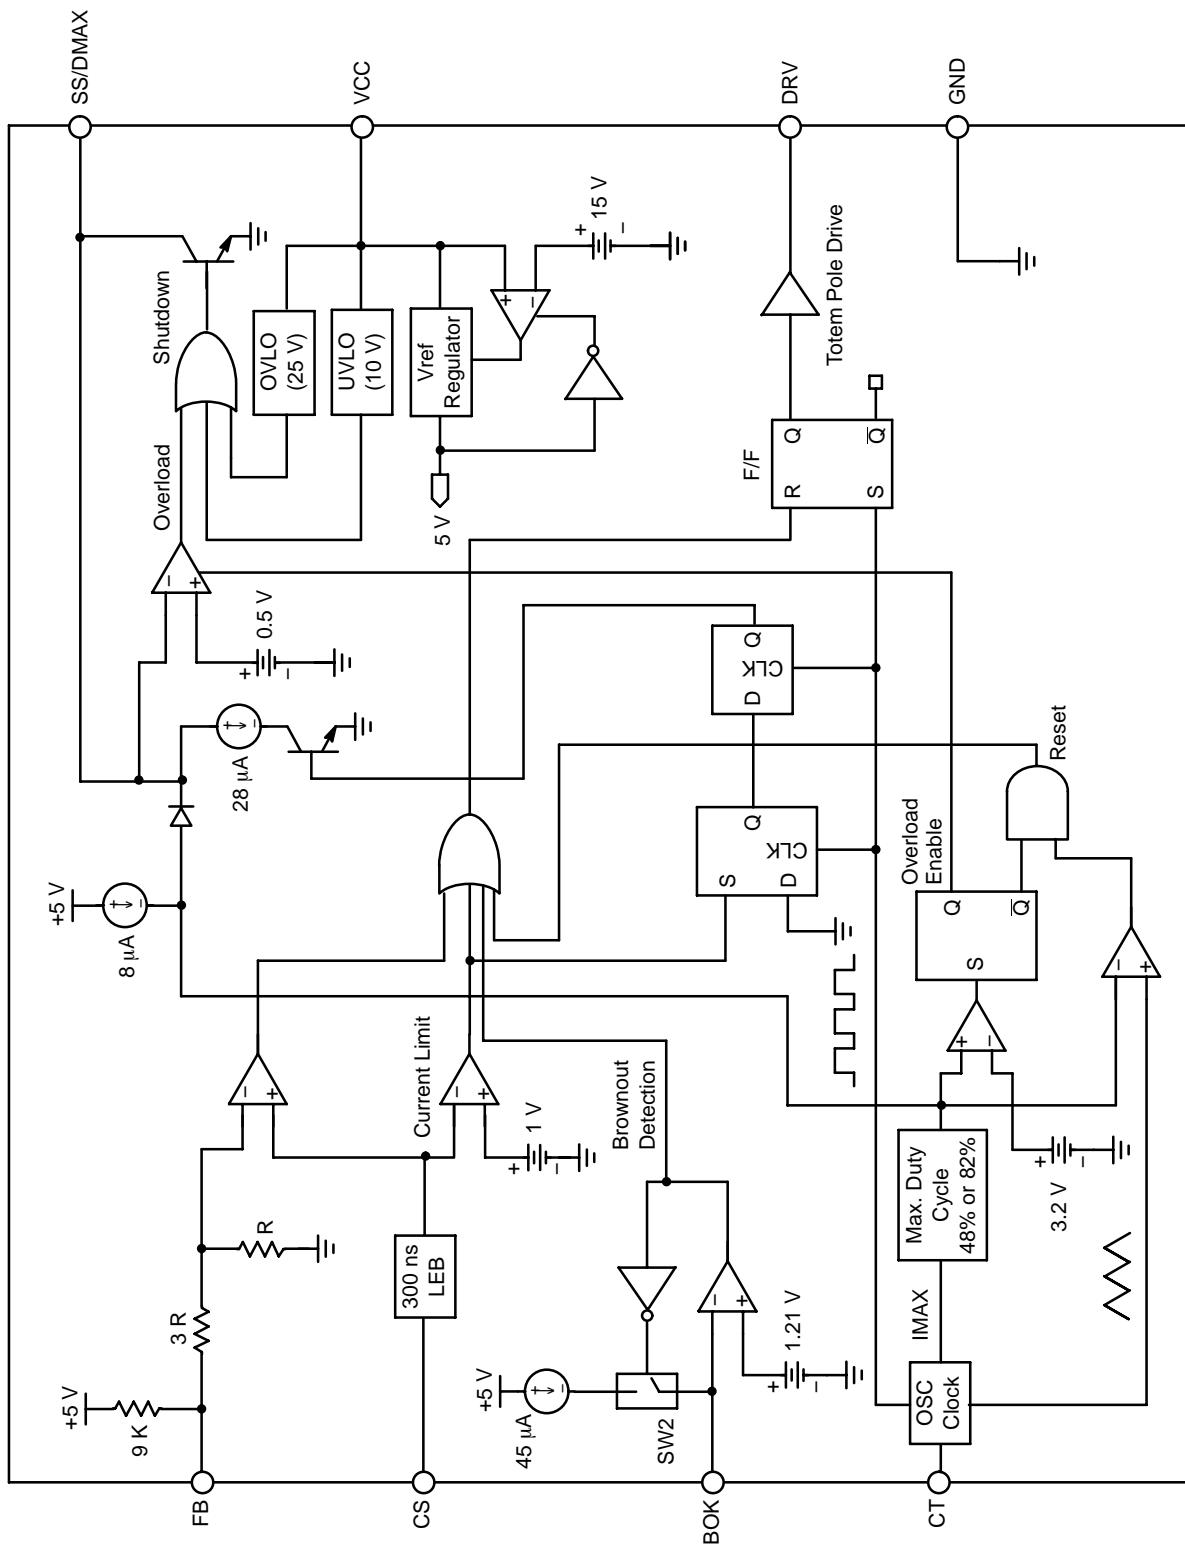 FB
CS
BOK
CT
+5 V
9 K
3 R
R
300 ns
LEB
+5 V
45 μA
SW2
−
+
+
−
1.21 V
OSC
Clock
IMAX
Max. Duty
Cycle
48% or 82%
+
−
3.2 V
−
+
Current Limit
−
+
+
−
1 V
Brownout
Detection
+5 V
+
−
8 μA
+
−
28 μA
+
−
S
Q
Q
Overload
Enable
−
+
Reset
S
Q
D
CLK
D
Q
CLK
−
+
+
−
0.5 V
Overload
Shutdown
OVLO
(25 V)
UVLO
(10 V)
Vref
Regulator
5 V
+
−
+
−
15 V
F/F
R
Q
S
Q
Totem Pole Drive
SS/DMAX
VCC
DRV
GND